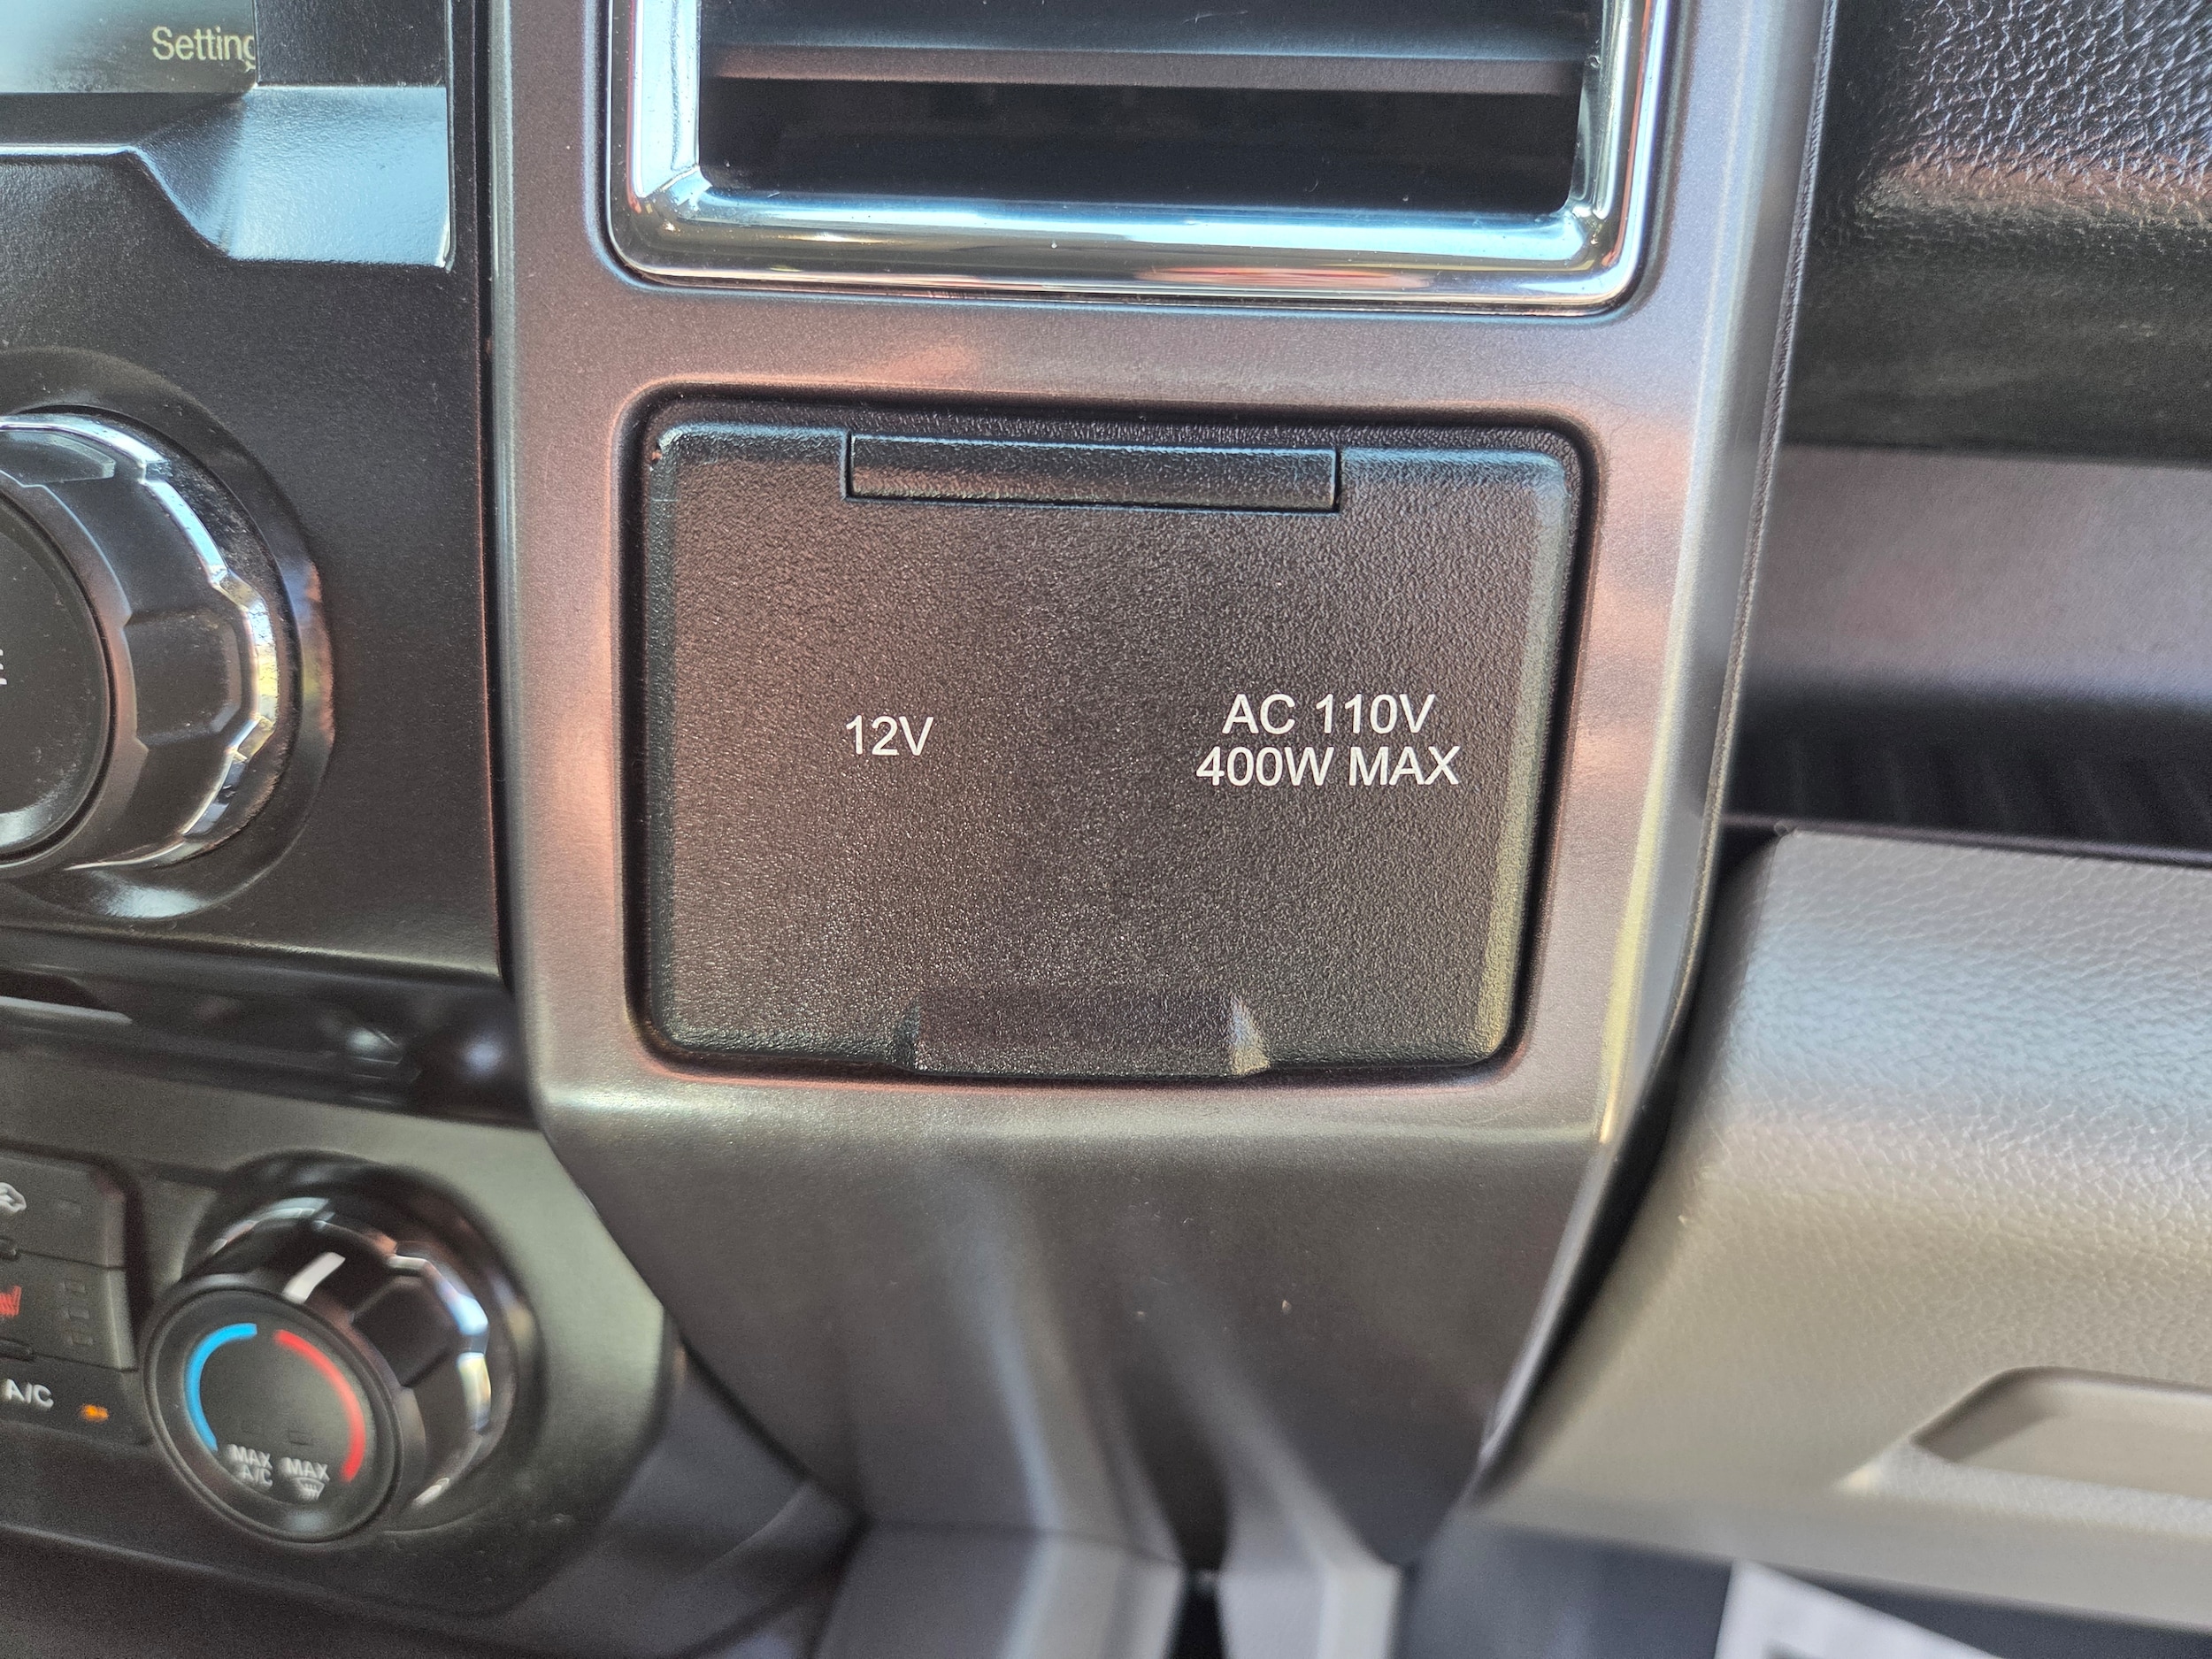 Setting
12V
AC 110V
400W MAX
A/C
MAX
A/C
MAX